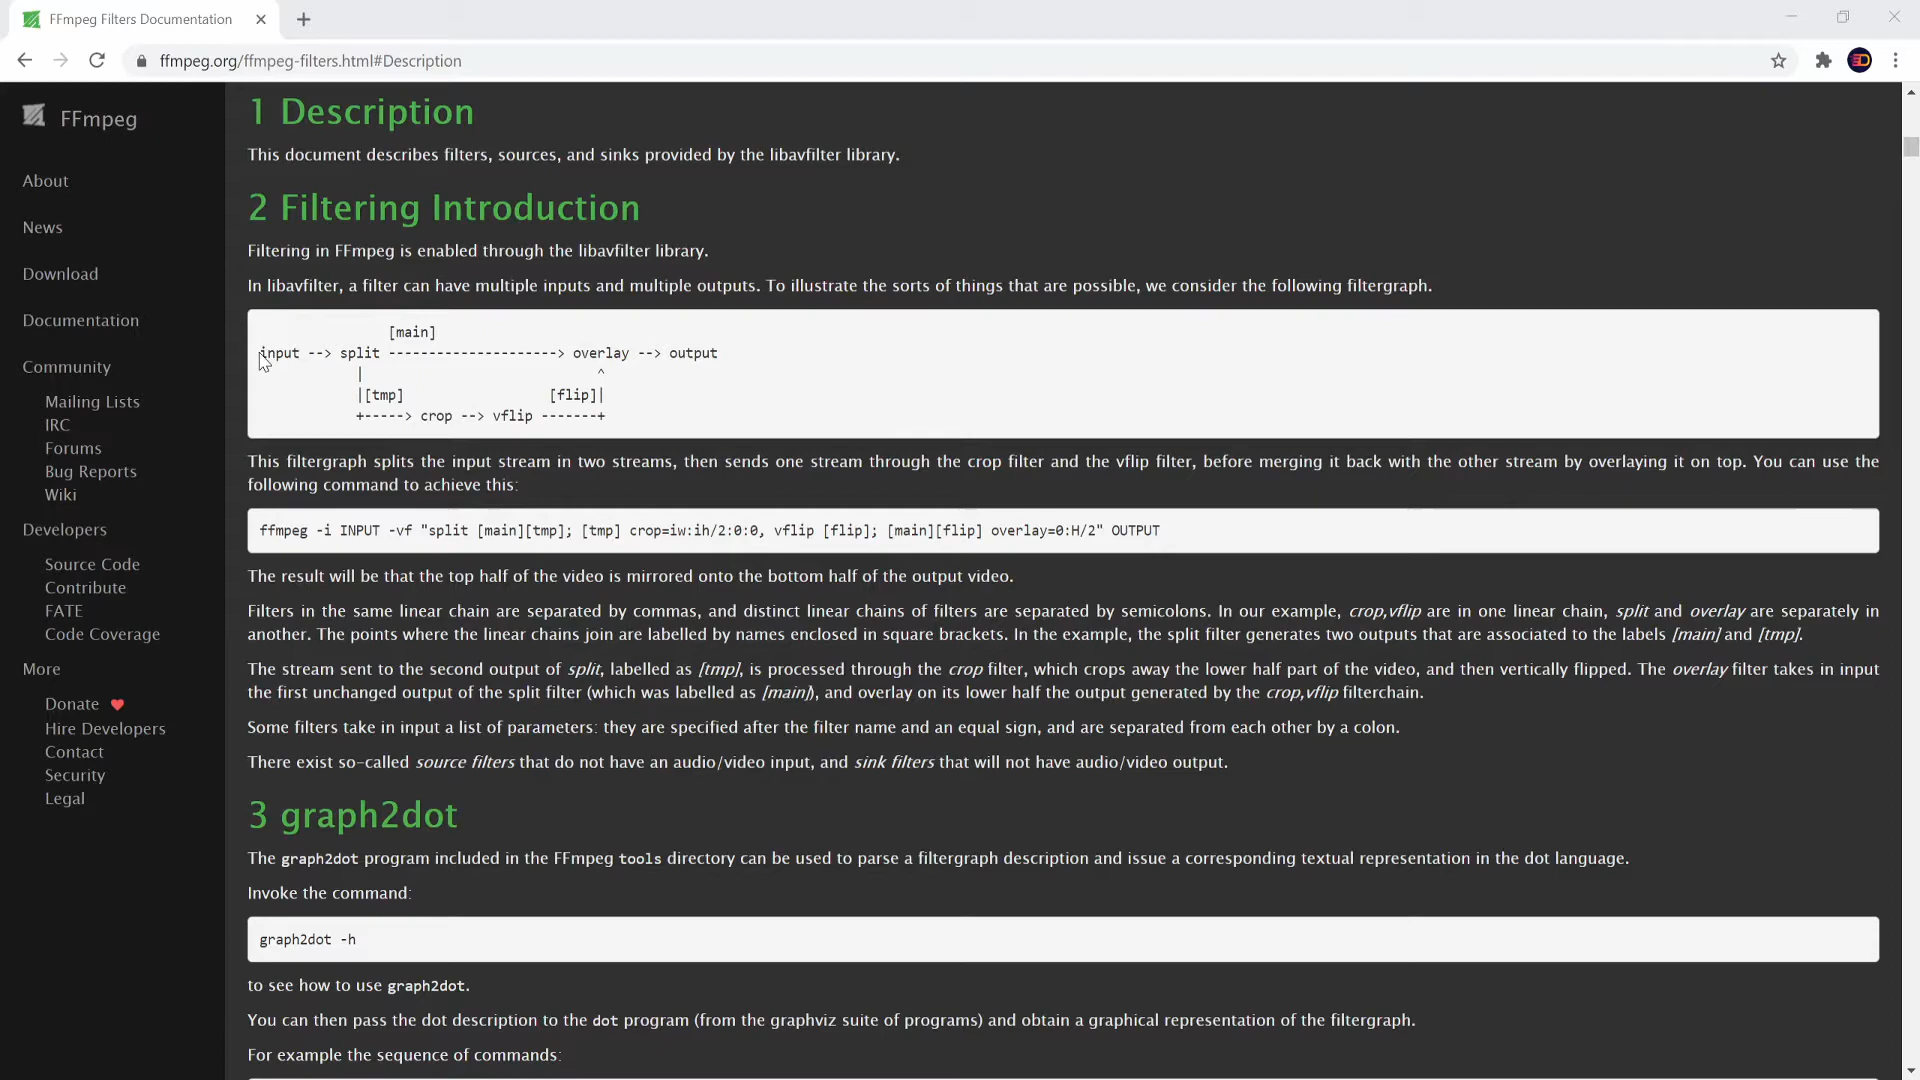 FFmpeg Filters Documentation
ffmpeg.org/ffmpeg-filters.html#Description
FFmpeg
About
News
Download
Documentation
Community
Mailing Lists
IRC
Forums
Bug Reports
Wiki
Developers
Source Code
Contribute
FATE
Code Coverage
More
Donate
Hire Developers
Contact
Security
Legal
1 Description
This document describes filters, sources, and sinks provided by the libavfilter library.
2 Filtering Introduction
Filtering in FFmpeg is enabled through the libavfilter library.
In libavfilter, a filter can have multiple inputs and multiple outputs. To illustrate the sorts of things that are possible, we consider the following filtergraph.
[main]
input --> split ---------------------> overlay --> output
|                             ^
|[tmp]                  [flip]|
+-----> crop --> vflip -------+
This filtergraph splits the input stream in two streams, then sends one stream through the crop filter and the vflip filter, before merging it back with the other stream by overlaying it on top. You can use the
following command to achieve this:
ffmpeg -i INPUT -vf "split [main][tmp]; [tmp] crop=iw:ih/2:0:0, vflip [flip]; [main][flip] overlay=0:H/2" OUTPUT
The result will be that the top half of the video is mirrored onto the bottom half of the output video.
Filters in the same linear chain are separated by commas, and distinct linear chains of filters are separated by semicolons. In our example, crop,vflip are in one linear chain, split and overlay are separately in
another. The points where the linear chains join are labelled by names enclosed in square brackets. In the example, the split filter generates two outputs that are associated to the labels [main] and [tmp].
The stream sent to the second output of split, labelled as [tmp], is processed through the crop filter, which crops away the lower half part of the video, and then vertically flipped. The overlay filter takes in input
the first unchanged output of the split filter (which was labelled as [main]), and overlay on its lower half the output generated by the crop,vflip filterchain.
Some filters take in input a list of parameters: they are specified after the filter name and an equal sign, and are separated from each other by a colon.
There exist so-called source filters that do not have an audio/video input, and sink filters that will not have audio/video output.
3 graph2dot
The graph2dot program included in the FFmpeg tools directory can be used to parse a filtergraph description and issue a corresponding textual representation in the dot language.
Invoke the command:
graph2dot -h
to see how to use graph2dot.
You can then pass the dot description to the dot program (from the graphviz suite of programs) and obtain a graphical representation of the filtergraph.
For example the sequence of commands: